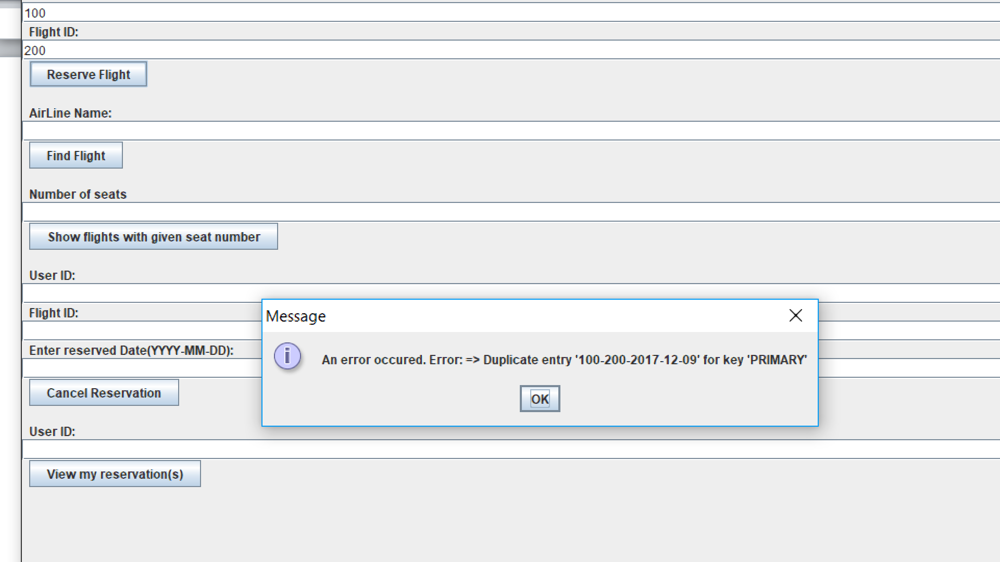 100
Flight ID:
200
Reserve Flight
AirLine Name:
Find Flight
Number of seats
Show flights with given seat number
User ID:
Flight ID:
Enter reserved Date(YYYY-MM-DD):
Cancel Reservation
User ID:
View my reservation(s)
Message
i
An error occured. Error: => Duplicate entry '100-200-2017-12-09' for key 'PRIMARY'
OK